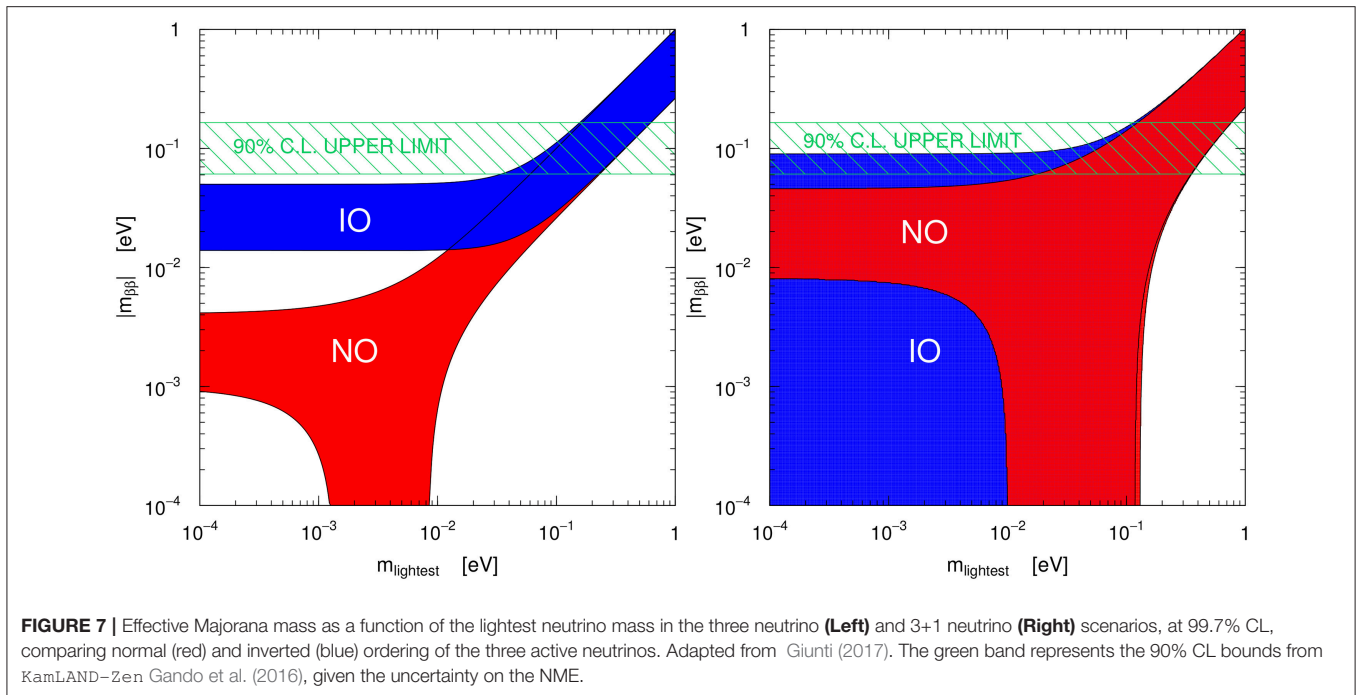 1
10⁻¹
10⁻²
10⁻³
10⁻⁴
|mββ| [eV]
90% C.L. UPPER LIMIT
IO
NO
10⁻⁴
10⁻³
10⁻²
10⁻¹
1
mlightest [eV]
1
10⁻¹
10⁻²
10⁻³
10⁻⁴
|mββ| [eV]
90% C.L. UPPER LIMIT
NO
IO
10⁻⁴
10⁻³
10⁻²
10⁻¹
1
mlightest [eV]
FIGURE 7 | Effective Majorana mass as a function of the lightest neutrino mass in the three neutrino (Left) and 3+1 neutrino (Right) scenarios, at 99.7% CL,
comparing normal (red) and inverted (blue) ordering of the three active neutrinos. Adapted from Giunti (2017). The green band represents the 90% CL bounds from
KamLAND-Zen Gando et al. (2016), given the uncertainty on the NME.